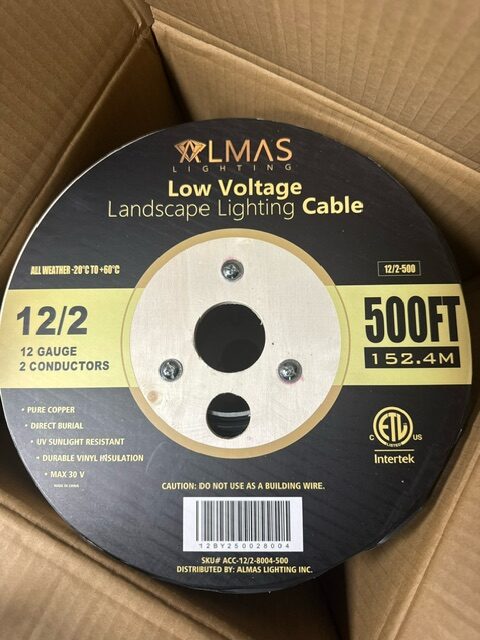 ALMAS
LIGHTING
Low Voltage
Landscape Lighting Cable
ALL WEATHER -20°C TO +60°C
12/2-500
12/2
12 GAUGE
2 CONDUCTORS
500FT
152.4M
• PURE COPPER
• DIRECT BURIAL
• UV SUNLIGHT RESISTANT
• DURABLE VINYL INSULATION
• MAX 30 V
MADE IN CHINA
C ETL US
Intertek
CAUTION: DO NOT USE AS A BUILDING WIRE.
12BY250028004
SKU# ACC-12/2-8004-500
DISTRIBUTED BY: ALMAS LIGHTING INC.